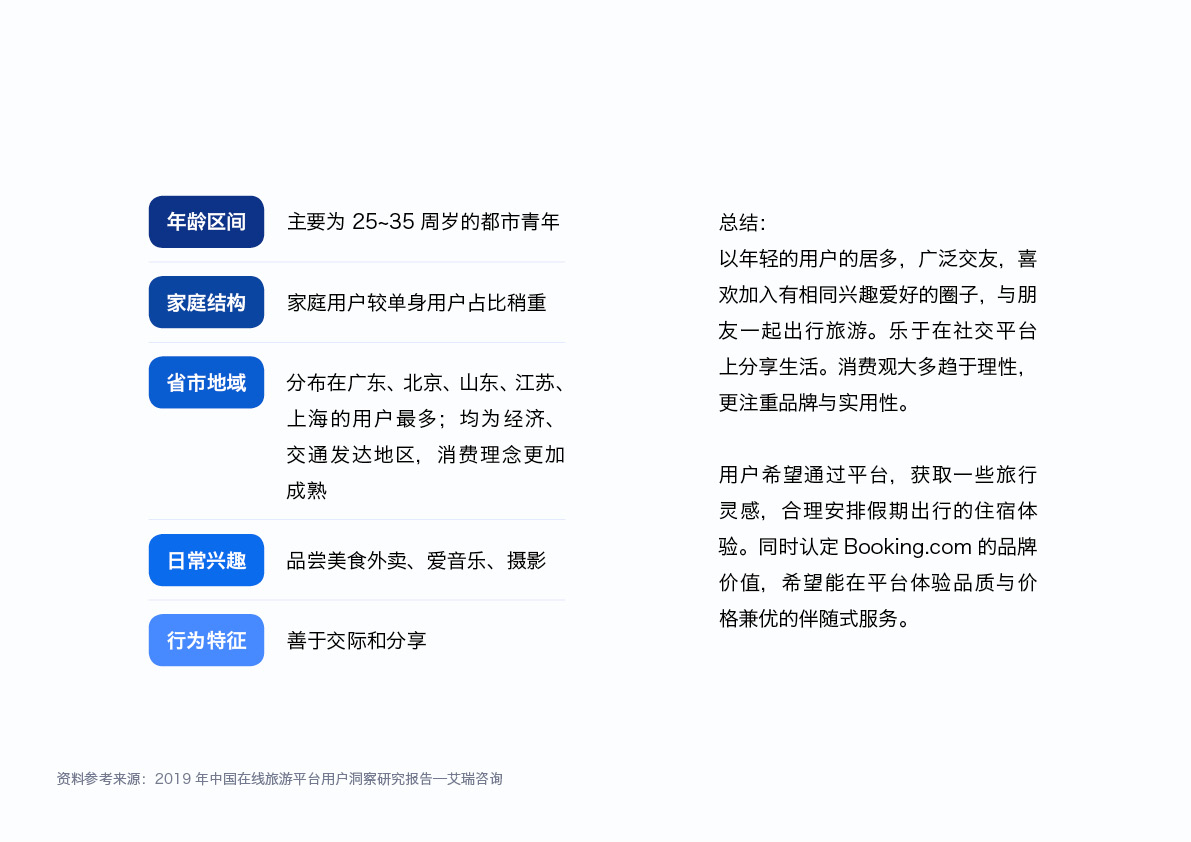 年龄区间
主要为 25~35 周岁的都市青年
家庭结构
家庭用户较单身用户占比稍重
省市地域
分布在广东、北京、山东、江苏、
上海的用户最多；均为经济、
交通发达地区，消费理念更加
成熟
日常兴趣
品尝美食外卖、爱音乐、摄影
行为特征
善于交际和分享
总结：
以年轻的用户的居多，广泛交友，喜
欢加入有相同兴趣爱好的圈子，与朋
友一起出行旅游。乐于在社交平台
上分享生活。消费观大多趋于理性，
更注重品牌与实用性。
用户希望通过平台，获取一些旅行
灵感，合理安排假期出行的住宿体
验。同时认定 Booking.com 的品牌
价值，希望能在平台体验品质与价
格兼优的伴随式服务。
资料参考来源：2019 年中国在线旅游平台用户洞察研究报告—艾瑞咨询